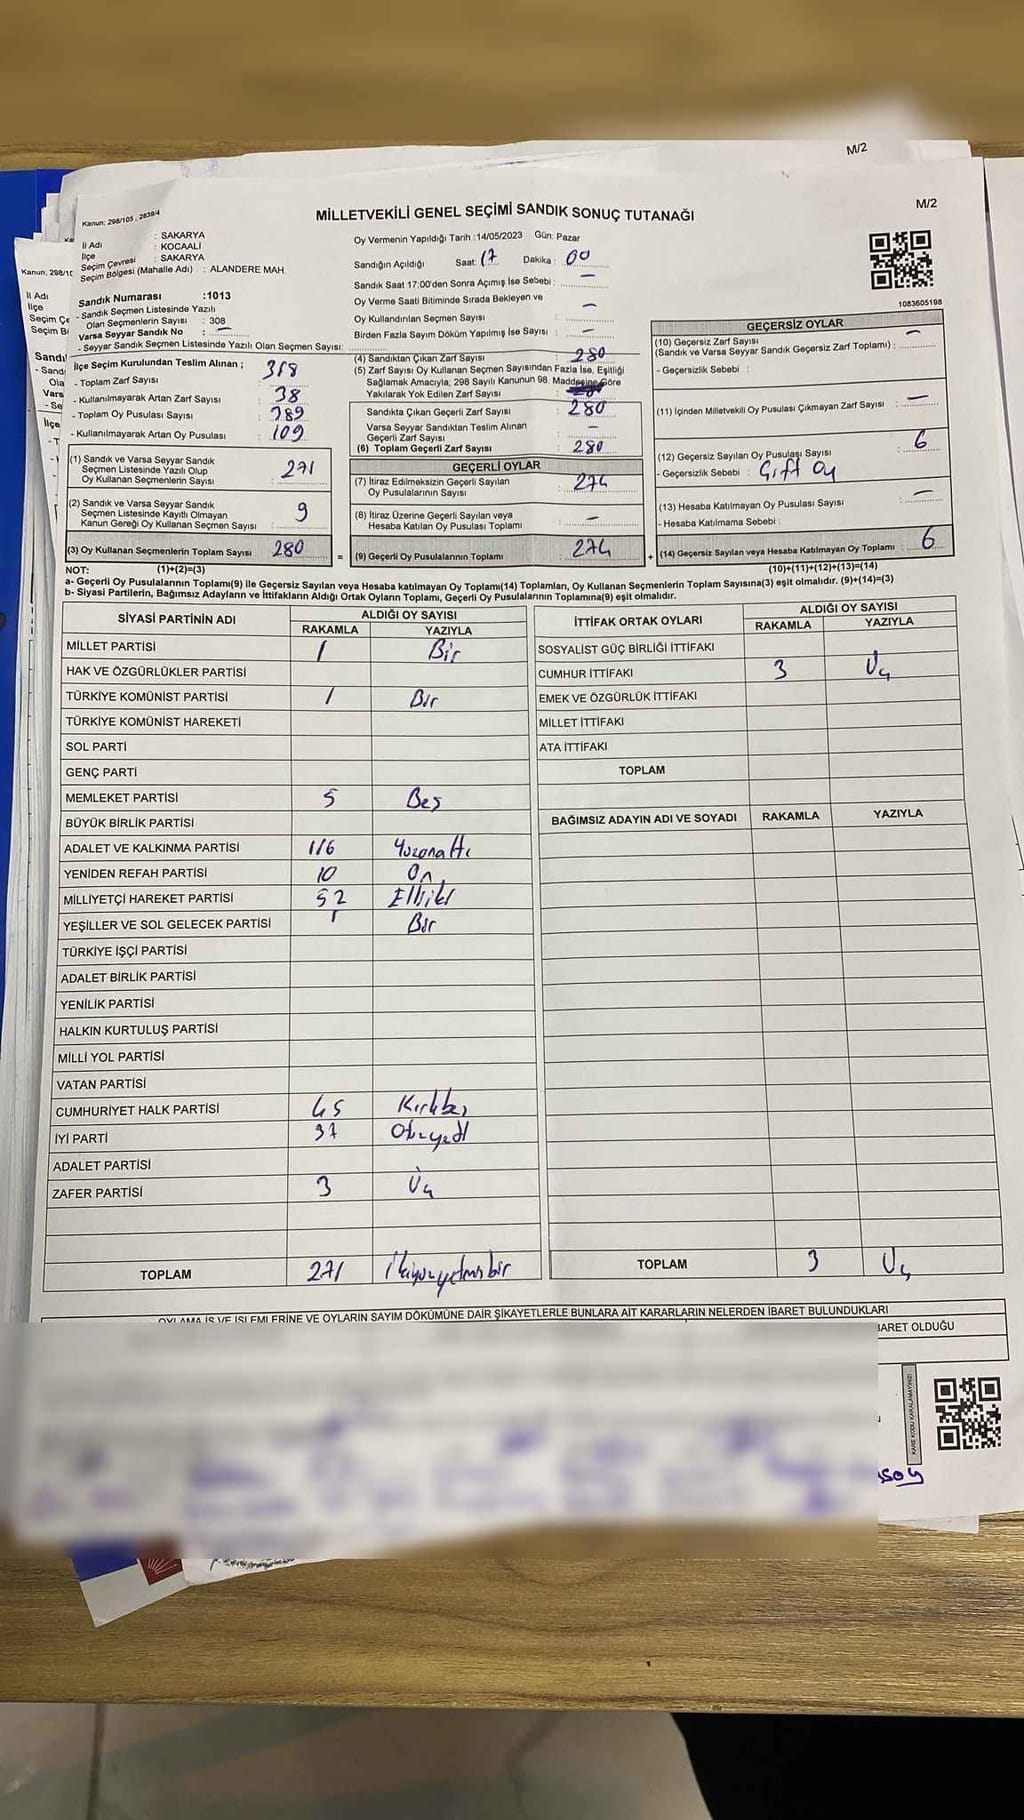 M/2
M/2
Kanun; 298/105 , 2839/4
MİLLETVEKİLİ GENEL SEÇİMİ SANDIK SONUÇ TUTANAĞI
İl Adı : SAKARYA
İlçe : KOCAALİ
Seçim Çevresi : SAKARYA
Seçim Bölgesi (Mahalle Adı) : ALANDERE MAH.
Sandık Numarası :1013
- Sandık Seçmen Listesinde Yazılı
Olan Seçmenlerin Sayısı : 308
Varsa Seyyar Sandık No : —
- Seyyar Sandık Seçmen Listesinde Yazılı Olan Seçmen Sayısı:
İlçe Seçim Kurulundan Teslim Alınan ;
- Toplam Zarf Sayısı : 318
- Kullanılmayarak Artan Zarf Sayısı : 38
- Toplam Oy Pusulası Sayısı : 389
- Kullanılmayarak Artan Oy Pusulası : 109
(1) Sandık ve Varsa Seyyar Sandık
Seçmen Listesinde Yazılı Olup
Oy Kullanan Seçmenlerin Sayısı : 271
(2) Sandık ve Varsa Seyyar Sandık
Seçmen Listesinde Kayıtlı Olmayan
Kanun Gereği Oy Kullanan Seçmen Sayısı : 9
(3) Oy Kullanan Seçmenlerin Toplam Sayısı 280
Oy Vermenin Yapıldığı Tarih :14/05/2023 Gün: Pazar
Sandığın Açıldığı Saat: 17 Dakika : 00
Sandık Saat 17:00'den Sonra Açımış İse Sebebi : —
Oy Verme Saati Bitiminde Sırada Bekleyen ve
Oy Kullandırılan Seçmen Sayısı : —
Birden Fazla Sayım Döküm Yapılmış İse Sayısı : —
(4) Sandıktan Çıkan Zarf Sayısı : 280
(5) Zarf Sayısı Oy Kullanan Seçmen Sayısından Fazla İse, Eşitliği
Sağlamak Amacıyla; 298 Sayılı Kanunun 98. Maddesine Göre
Yakılarak Yok Edilen Zarf Sayısı :
Sandıkta Çıkan Geçerli Zarf Sayısı : 280
Varsa Seyyar Sandıktan Teslim Alınan
Geçerli Zarf Sayısı : —
(6) Toplam Geçerli Zarf Sayısı : 280
GEÇERLİ OYLAR
(7) İtiraz Edilmeksizin Geçerli Sayılan
Oy Pusulalarının Sayısı : 274
(8) İtiraz Üzerine Geçerli Sayılan veya
Hesaba Katılan Oy Pusulası Toplamı : —
= (9) Geçerli Oy Pusulalarının Toplamı : 274
1083605198
GEÇERSİZ OYLAR
(10) Geçersiz Zarf Sayısı
(Sandık ve Varsa Seyyar Sandık Geçersiz Zarf Toplamı) : —
- Geçersizlik Sebebi :
(11) İçinden Milletvekili Oy Pusulası Çıkmayan Zarf Sayısı : —
(12) Geçersiz Sayılan Oy Pusulası Sayısı : 6
- Geçersizlik Sebebi : Çift Oy
(13) Hesaba Katılmayan Oy Pusulası Sayısı : —
- Hesaba Katılmama Sebebi :
+ (14) Geçersiz Sayılan veya Hesaba Katılmayan Oy Toplamı : 6
NOT: (1)+(2)=(3) (10)+(11)+(12)+(13)=(14)
a- Geçerli Oy Pusulalarının Toplamı(9) ile Geçersiz Sayılan veya Hesaba katılmayan Oy Toplamı(14) Toplamları, Oy Kullanan Seçmenlerin Toplam Sayısına(3) eşit olmalıdır. (9)+(14)=(3)
b- Siyasi Partilerin, Bağımsız Adayların ve İttifakların Aldığı Ortak Oyların Toplamı, Geçerli Oy Pusulalarının Toplamına(9) eşit olmalıdır.
SİYASİ PARTİNİN ADI ALDIĞI OY SAYISI
RAKAMLA YAZIYLA
MİLLET PARTİSİ 1 Bir
HAK VE ÖZGÜRLÜKLER PARTİSİ
TÜRKİYE KOMÜNİST PARTİSİ 1 Bir
TÜRKİYE KOMÜNİST HAREKETİ
SOL PARTİ
GENÇ PARTİ
MEMLEKET PARTİSİ 5 Beş
BÜYÜK BİRLİK PARTİSİ
ADALET VE KALKINMA PARTİSİ 116 Yüzonaltı
YENİDEN REFAH PARTİSİ 10 On
MİLLİYETÇİ HAREKET PARTİSİ 52 Elliiki
YEŞİLLER VE SOL GELECEK PARTİSİ 1 Bir
TÜRKİYE İŞÇİ PARTİSİ
ADALET BİRLİK PARTİSİ
YENİLİK PARTİSİ
HALKIN KURTULUŞ PARTİSİ
MİLLİ YOL PARTİSİ
VATAN PARTİSİ
CUMHURİYET HALK PARTİSİ 45 Kırkbeş
İYİ PARTİ 37 Otuzyedi
ADALET PARTİSİ
ZAFER PARTİSİ 3 Üç
TOPLAM 271 İkiyüzyetmişbir
İTTİFAK ORTAK OYLARI ALDIĞI OY SAYISI
RAKAMLA YAZIYLA
SOSYALİST GÜÇ BİRLİĞİ İTTİFAKI
CUMHUR İTTİFAKI 3 Üç
EMEK VE ÖZGÜRLÜK İTTİFAKI
MİLLET İTTİFAKI
ATA İTTİFAKI
TOPLAM
BAĞIMSIZ ADAYIN ADI VE SOYADI RAKAMLA YAZIYLA
TOPLAM 3 Üç
OYLAMA İŞ VE İŞLEMLERİNE VE OYLARIN SAYIM DÖKÜMÜNE DAİR ŞİKAYETLERLE BUNLARA AİT KARARLARIN NELERDEN İBARET BULUNDUKLARI
BARET OLDUĞU
KARE KODU KARALAMAYINIZ!
soy